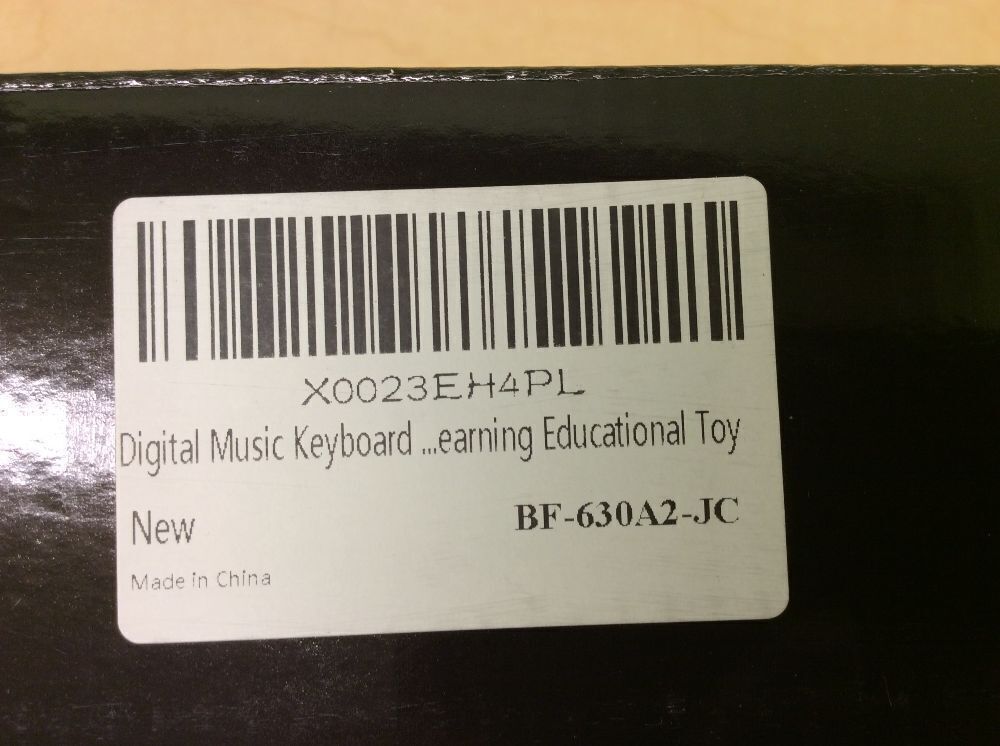 X0023EH4PL
Digital Music Keyboard ...earning Educational Toy
New
BF-630A2-JC
Made in China